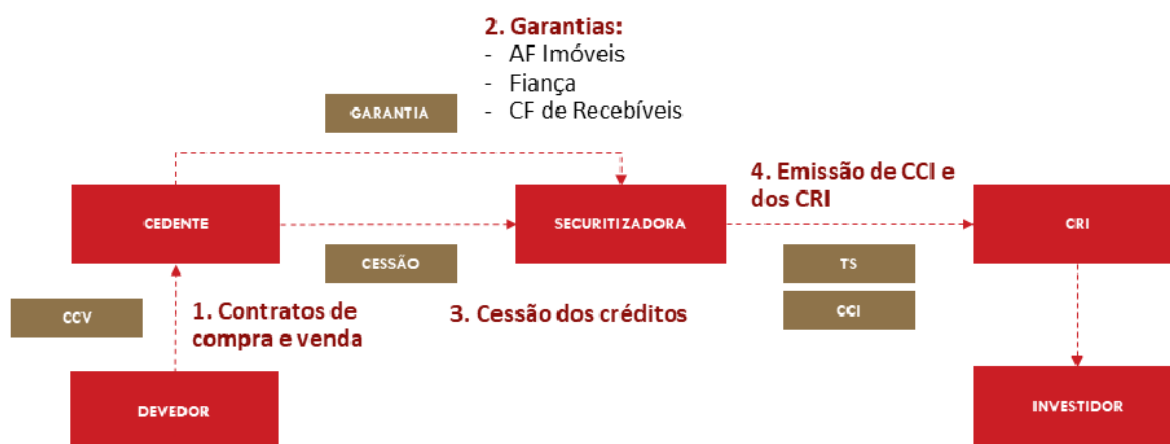 2. Garantias:
- AF Imóveis
- Fiança
- CF de Recebíveis
GARANTIA
4. Emissão de CCI e
dos CRI
CEDENTE
SECURITIZADORA
CRI
CESSÃO
TS
CCI
CCV
1. Contratos de
compra e venda
3. Cessão dos créditos
DEVEDOR
INVESTIDOR